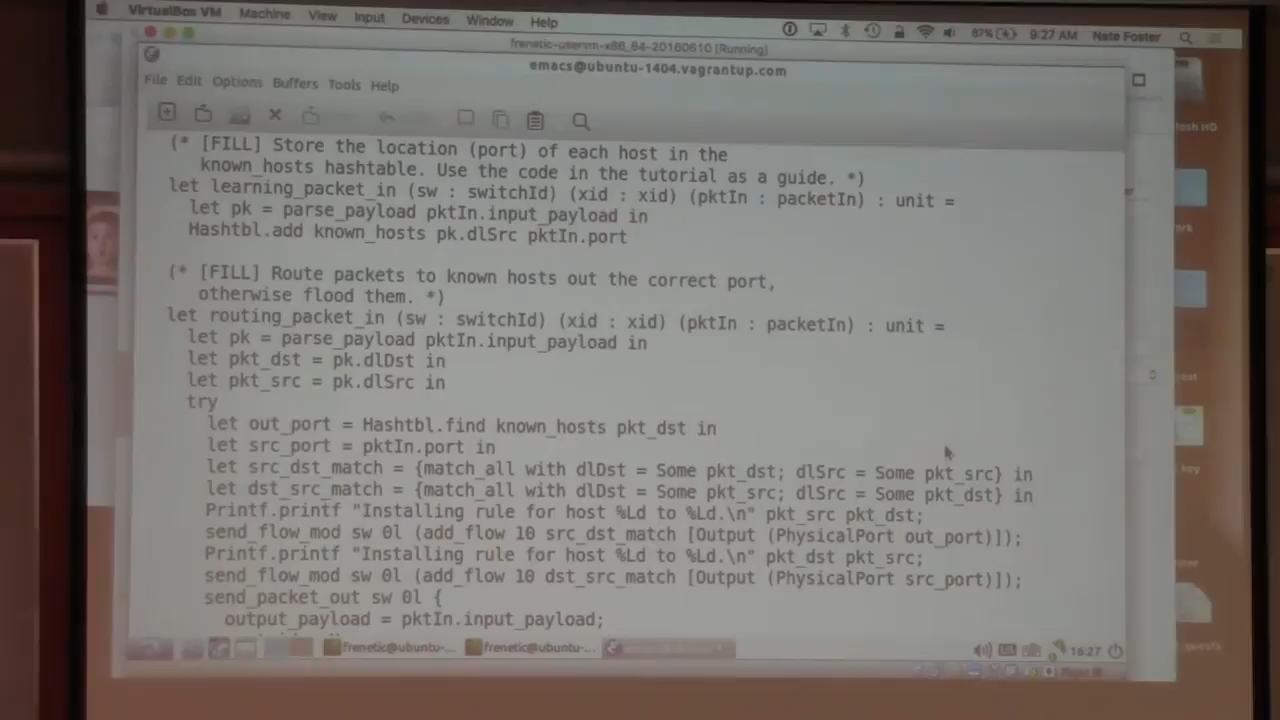 VirtualBox VM Machine View Input Devices Window Help 87% 9:27 AM Nate Foster
frenetic-uservm-x86_64-20160610 [Running]
emacs@ubuntu-1404.vagrantup.com
File Edit Options Buffers Tools Help
(* [FILL] Store the location (port) of each host in the
known_hosts hashtable. Use the code in the tutorial as a guide. *)
let learning_packet_in (sw : switchId) (xid : xid) (pktIn : packetIn) : unit =
let pk = parse_payload pktIn.input_payload in
Hashtbl.add known_hosts pk.dlSrc pktIn.port
(* [FILL] Route packets to known hosts out the correct port,
otherwise flood them. *)
let routing_packet_in (sw : switchId) (xid : xid) (pktIn : packetIn) : unit =
let pk = parse_payload pktIn.input_payload in
let pkt_dst = pk.dlDst in
let pkt_src = pk.dlSrc in
try
let out_port = Hashtbl.find known_hosts pkt_dst in
let src_port = pktIn.port in
let src_dst_match = {match_all with dlDst = Some pkt_dst; dlSrc = Some pkt_src} in
let dst_src_match = {match_all with dlDst = Some pkt_src; dlSrc = Some pkt_dst} in
Printf.printf "Installing rule for host %Ld to %Ld.\n" pkt_src pkt_dst;
send_flow_mod sw 0l (add_flow 10 src_dst_match [Output (PhysicalPort out_port)]);
Printf.printf "Installing rule for host %Ld to %Ld.\n" pkt_dst pkt_src;
send_flow_mod sw 0l (add_flow 10 dst_src_match [Output (PhysicalPort src_port)]);
send_packet_out sw 0l {
output_payload = pktIn.input_payload;
frenetic@ubuntu-... frenetic@ubuntu-... 16:27